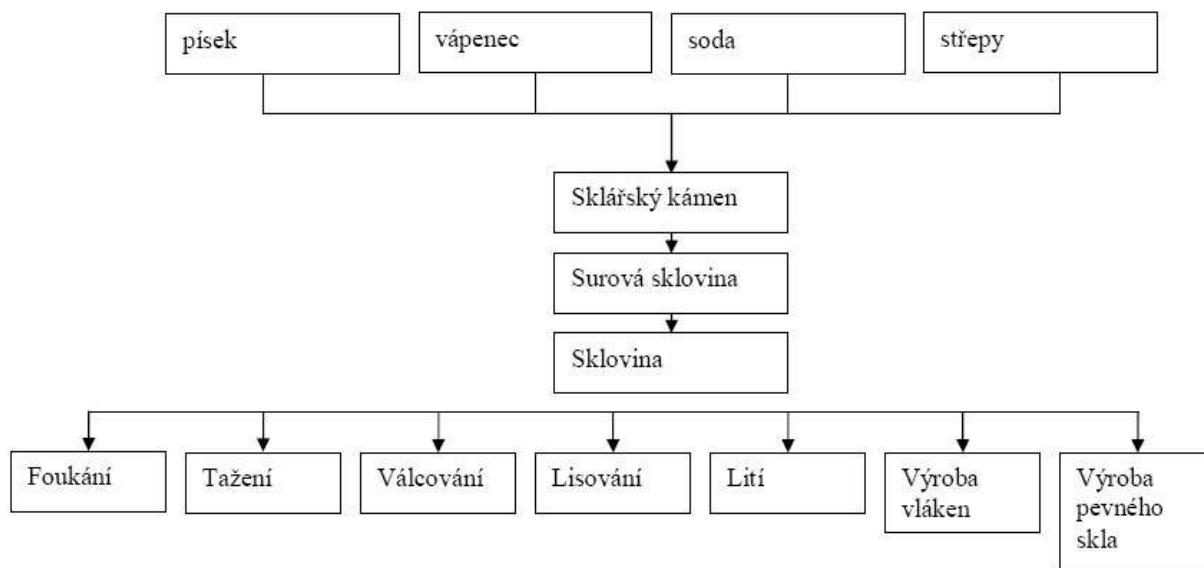 písek
vápenec
soda
střepy
Sklářský kámen
Surová sklovina
Sklovina
Foukání
Tažení
Válcování
Lisování
Lití
Výroba
vláken
Výroba
pevného
skla